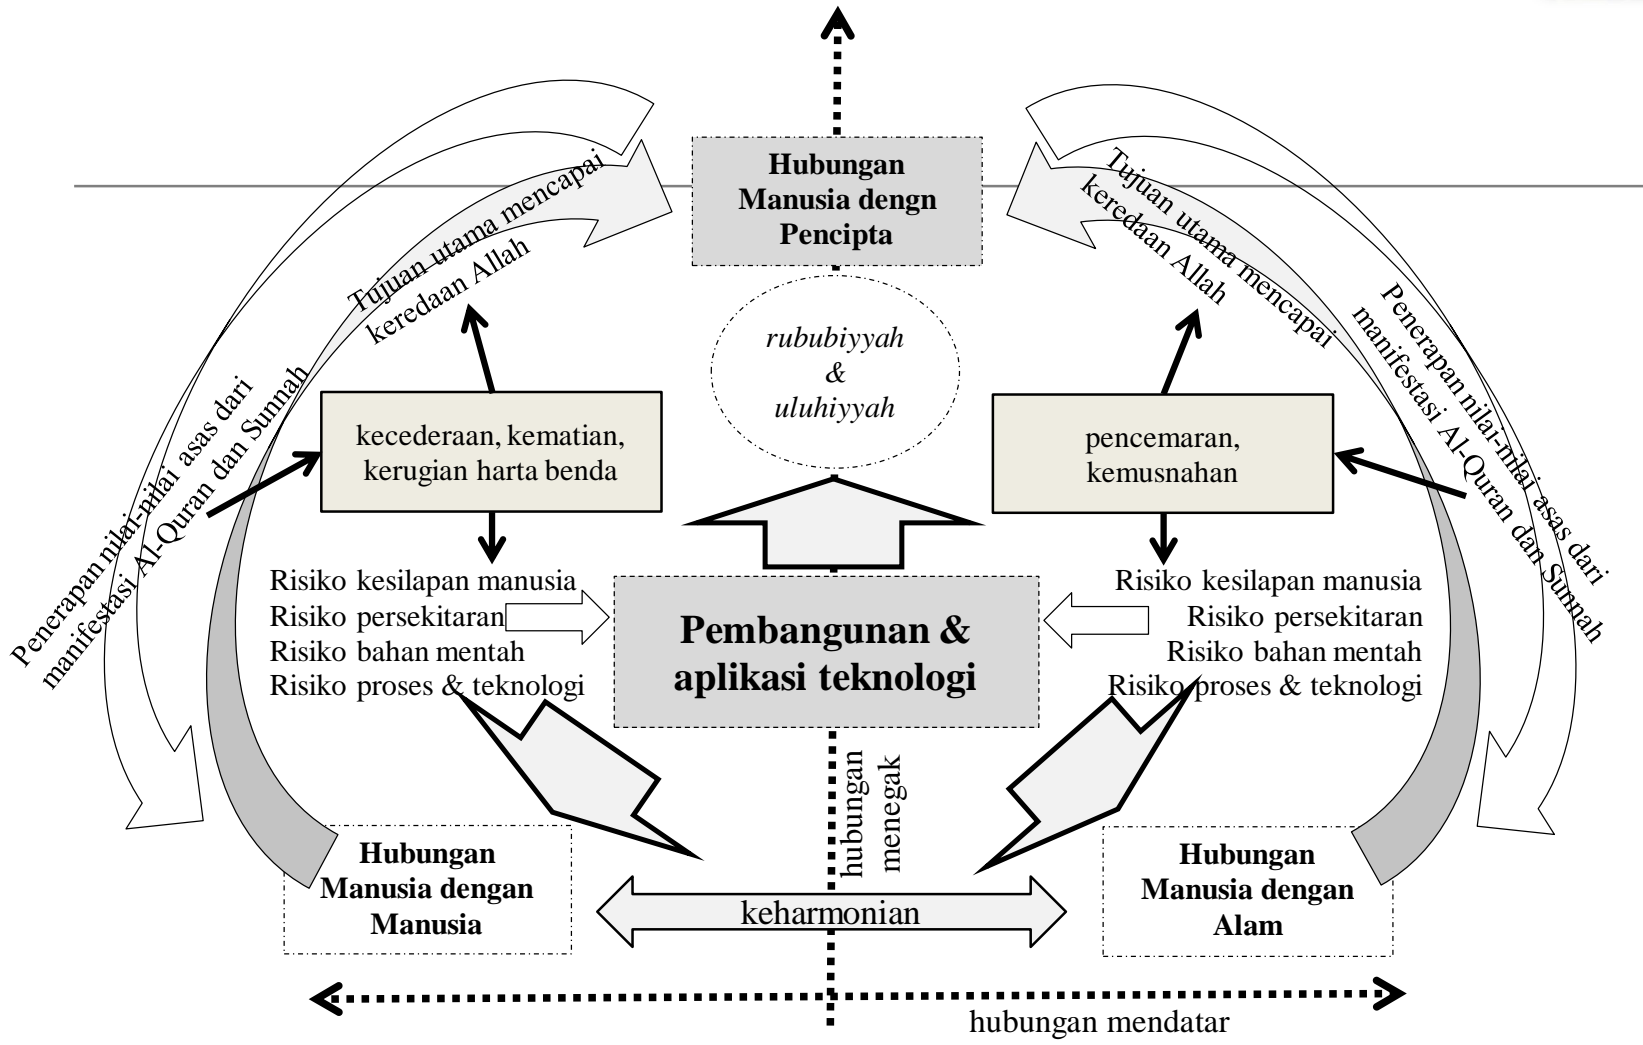 Hubungan
Manusia dengn
Pencipta
Tujuan utama mencapai
keredaan Allah
Tujuan utama mencapai
keredaan Allah
rububiyyah
&
uluhiyyah
Penerapan nilai-nilai asas dari
manifestasi Al-Quran dan Sunnah
Penerapan nilai-nilai asas dari
manifestasi Al-Quran dan Sunnah
kecederaan, kematian,
kerugian harta benda
pencemaran,
kemusnahan
Risiko kesilapan manusia
Risiko persekitaran
Risiko bahan mentah
Risiko proses & teknologi
Pembangunan &
aplikasi teknologi
Risiko kesilapan manusia
Risiko persekitaran
Risiko bahan mentah
Risiko proses & teknologi
hubungan
menegak
Hubungan
Manusia dengan
Manusia
keharmonian
Hubungan
Manusia dengan
Alam
hubungan mendatar